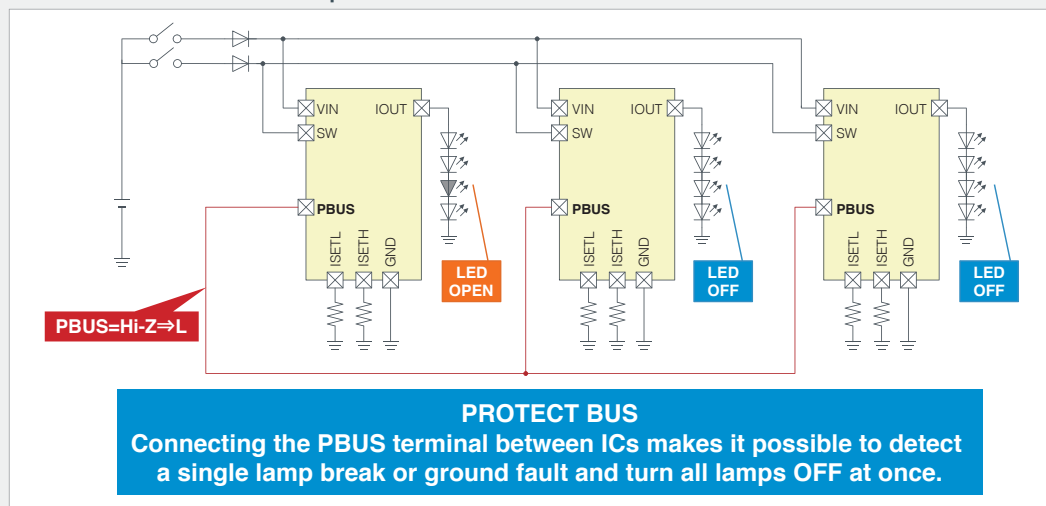 VIN
IOUT
SW
PBUS
ISETL
ISETH
GND
LED
OPEN
VIN
IOUT
SW
PBUS
ISETL
ISETH
GND
LED
OFF
VIN
IOUT
SW
PBUS
ISETL
ISETH
GND
LED
OFF
PBUS=Hi-Z⇒L
PROTECT BUS
Connecting the PBUS terminal between ICs makes it possible to detect
a single lamp break or ground fault and turn all lamps OFF at once.